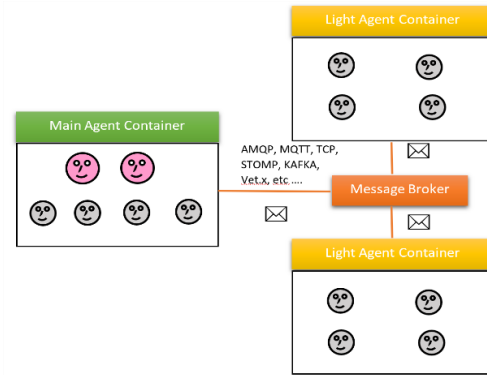 Light Agent Container
Main Agent Container
AMQP, MQTT, TCP,
STOMP, KAFKA,
Vet.x, etc ....
Message Broker
Light Agent Container